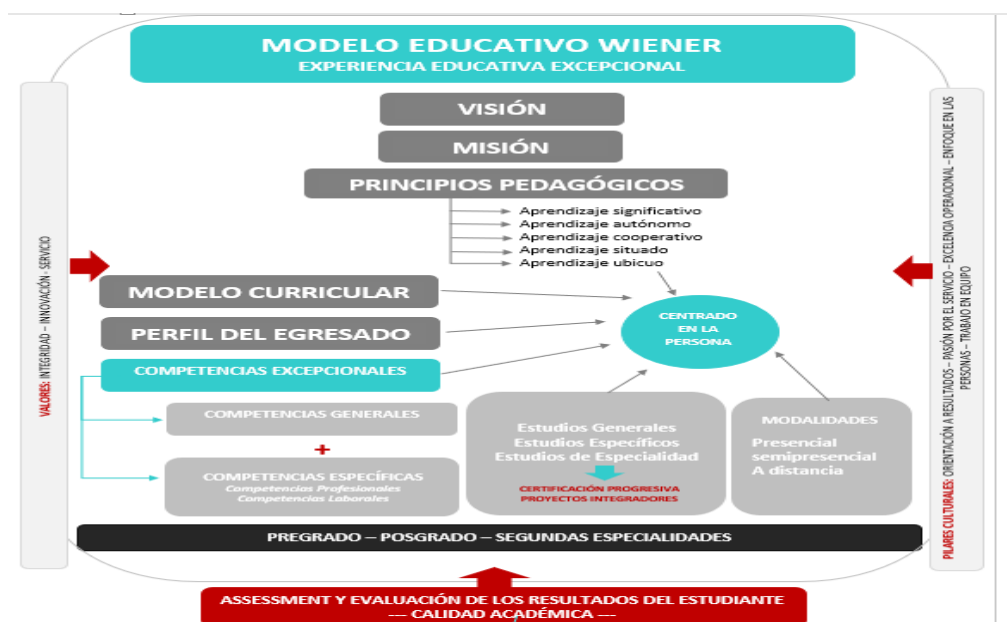 MODELO EDUCATIVO WIENER
EXPERIENCIA EDUCATIVA EXCEPCIONAL
VISIÓN
MISIÓN
PRINCIPIOS PEDAGÓGICOS
Aprendizaje significativo
Aprendizaje autónomo
Aprendizaje cooperativo
Aprendizaje situado
Aprendizaje ubicuo
MODELO CURRICULAR
PERFIL DEL EGRESADO
COMPETENCIAS EXCEPCIONALES
CENTRADO
EN LA
PERSONA
COMPETENCIAS GENERALES
+
COMPETENCIAS ESPECÍFICAS
Competencias Profesionales
Competencias Laborales
Estudios Generales
Estudios Específicos
Estudios de Especialidad
CERTIFICACIÓN PROGRESIVA
PROYECTOS INTEGRADORES
MODALIDADES
Presencial
semipresencial
A distancia
PREGRADO – POSGRADO – SEGUNDAS ESPECIALIDADES
ASSESSMENT Y EVALUACIÓN DE LOS RESULTADOS DEL ESTUDIANTE
--- CALIDAD ACADÉMICA ---
VALORES: INTEGRIDAD – INNOVACIÓN - SERVICIO
PILARES CULTURALES: ORIENTACIÓN A RESULTADOS – PASIÓN POR EL SERVICIO – EXCELENCIA OPERACIONAL – ENFOQUE EN LAS
PERSONAS – TRABAJO EN EQUIPO